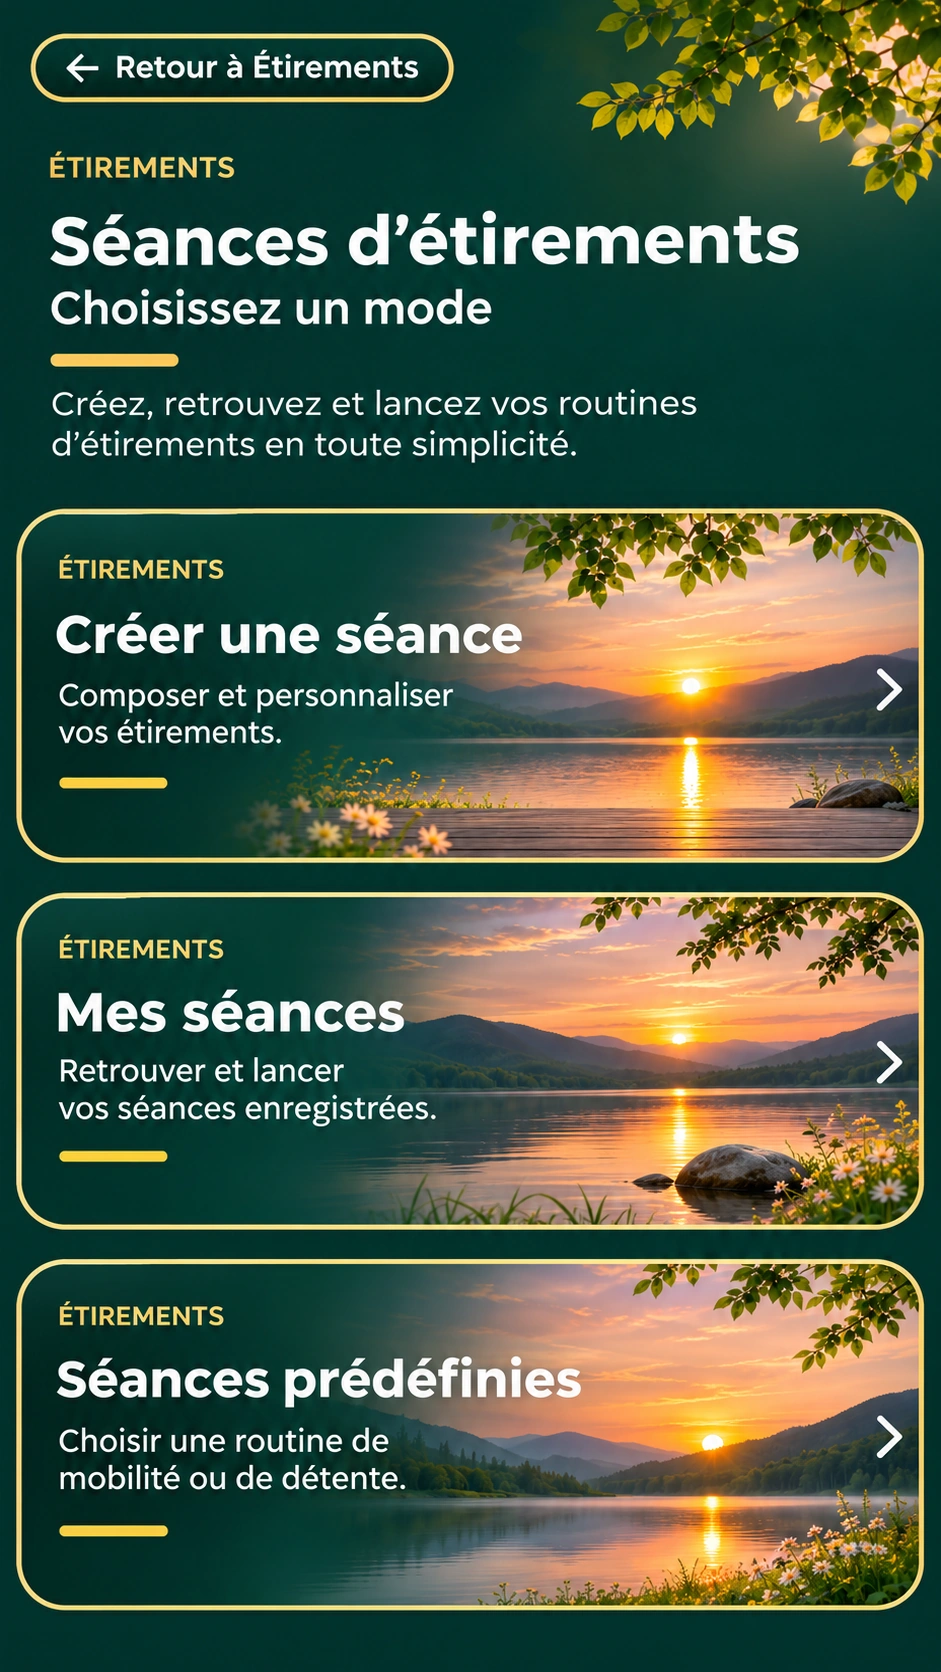 Retour à Étirements
ÉTIREMENTS
Séances d’étirements
Choisissez un mode
Créez, retrouvez et lancez vos routines
d’étirements en toute simplicité.
ÉTIREMENTS
Créer une séance
Composer et personnaliser
vos étirements.
ÉTIREMENTS
Mes séances
Retrouver et lancer
vos séances enregistrées.
ÉTIREMENTS
Séances prédéfinies
Choisir une routine de
mobilité ou de détente.